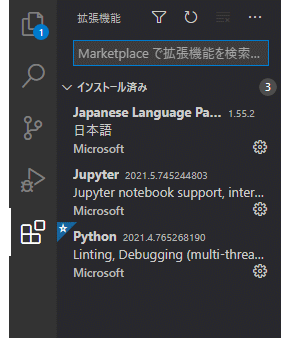 拡張機能
1
Marketplace で拡張機能を検索...
インストール済み 3
Japanese Language Pa... 1.55.2
日本語
Microsoft
Jupyter 2021.5.745244803
Jupyter notebook support, inter...
Microsoft
Python 2021.4.765268190
Linting, Debugging (multi-threa...
Microsoft